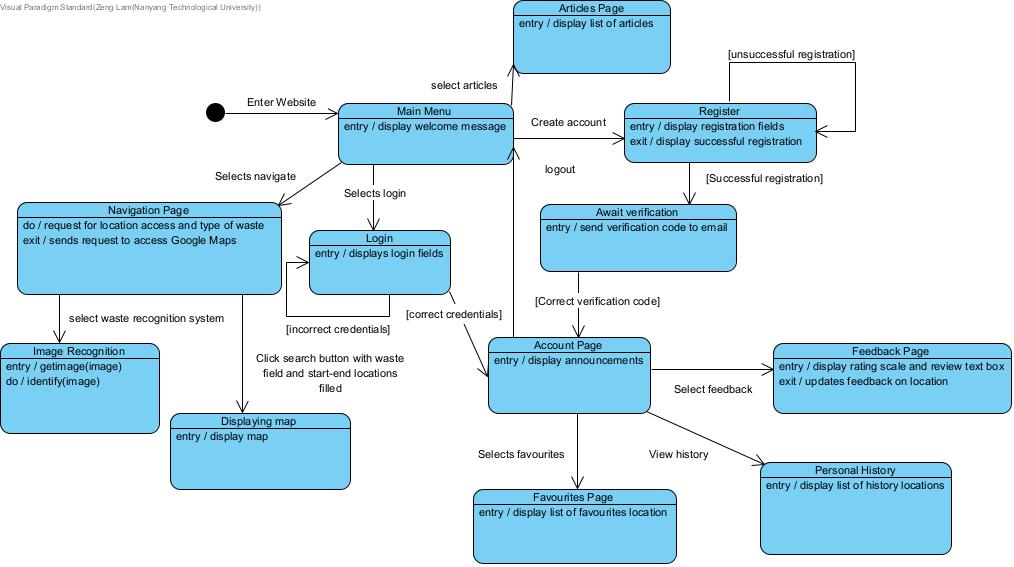 Visual Paradigm Standard(Zeng Lam(Nanyang Technological University))
Articles Page
entry / display list of articles
[unsuccessful registration]
select articles
Enter Website
Main Menu
entry / display welcome message
Create account
Register
entry / display registration fields
exit / display successful registration
logout
Selects navigate
Selects login
[Successful registration]
Navigation Page
do / request for location access and type of waste
exit / sends request to access Google Maps
Await verification
entry / send verification code to email
Login
entry / displays login fields
[Correct verification code]
[correct credentials]
select waste recognition system
[incorrect credentials]
Account Page
entry / display announcements
Image Recognition
entry / getimage(image)
do / identify(image)
Click search button with waste
field and start-end locations
filled
Feedback Page
entry / display rating scale and review text box
exit / updates feedback on location
Select feedback
Displaying map
entry / display map
Selects favourites
View history
Personal History
entry / display list of history locations
Favourites Page
entry / display list of favourites location